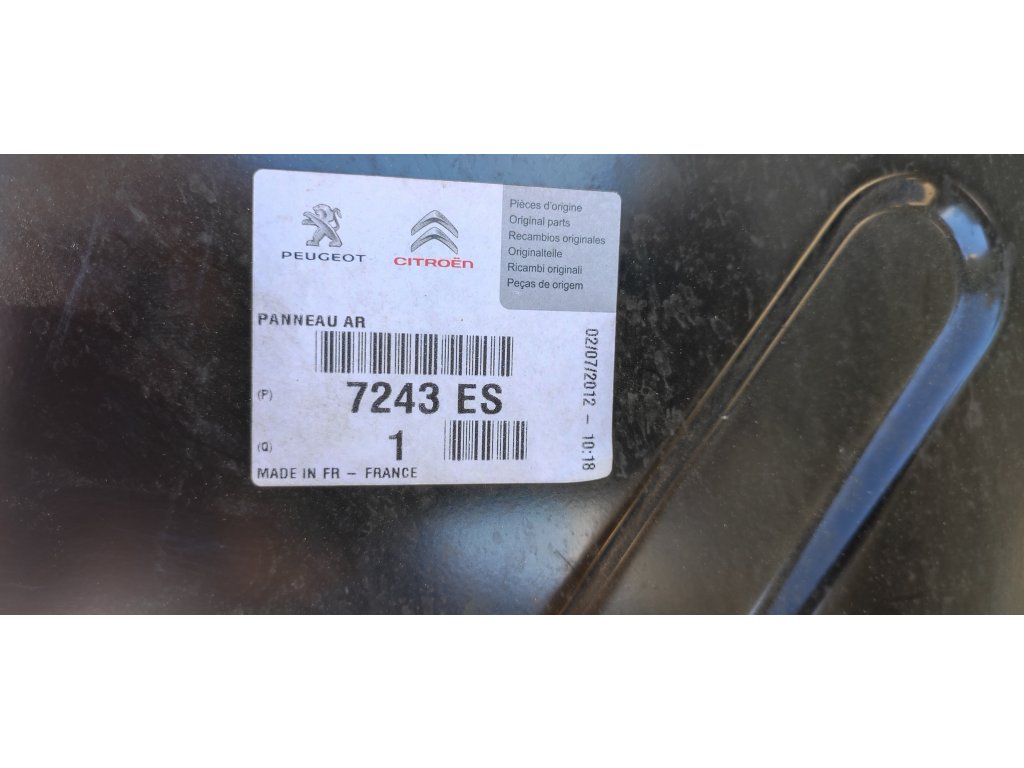 PEUGEOT
CITROËN
Pièces d'origine
Original parts
Recambios originales
Originalteile
Ricambi originali
Peças de origem
PANNEAU AR
(P) 7243 ES
(Q) 1
MADE IN FR – FRANCE
02/07/2012 – 10:18